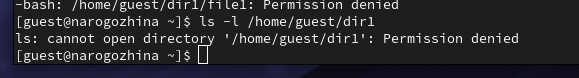 -bash: /home/guest/dir1/file1: Permission denied
[guest@narogozhina ~]$ ls -l /home/guest/dir1
ls: cannot open directory '/home/guest/dir1': Permission denied
[guest@narogozhina ~]$